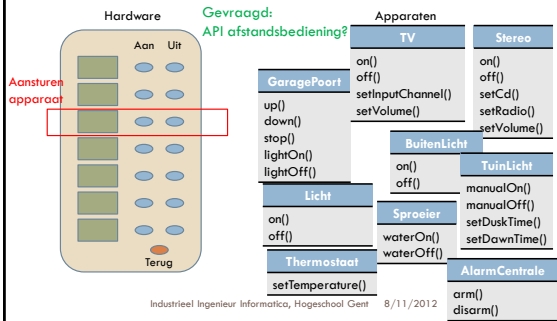 Hardware
Gevraagd:
API afstandsbediening?
Apparaten
Aan Uit
Aansturen
apparaat
Terug
TV
on()
off()
setInputChannel()
setVolume()
Stereo
on()
off()
setCd()
setRadio()
setVolume()
GaragePoort
up()
down()
stop()
lightOn()
lightOff()
BuitenLicht
on()
off()
TuinLicht
manualOn()
manualOff()
setDuskTime()
setDawnTime()
Licht
on()
off()
Sproeier
waterOn()
waterOff()
Thermostaat
setTemperature()
AlarmCentrale
arm()
disarm()
Industrieel Ingenieur Informatica, Hogeschool Gent 8/11/2012